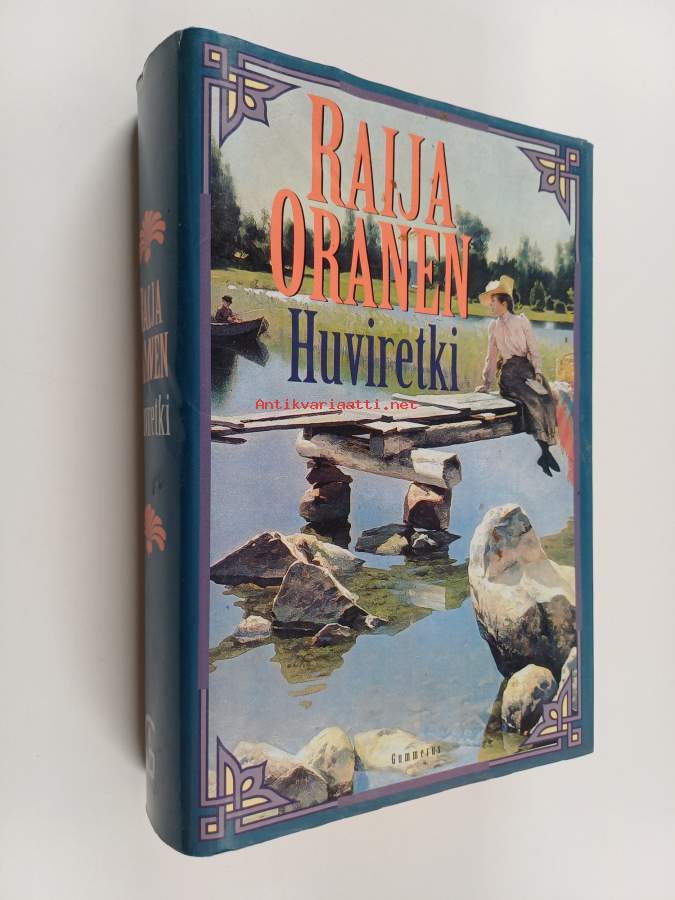 RAIJA
ORANEN
Huviretki
Antikvariaatti.net
Gummerus
RAIJA
ORANEN
Huviretki
G